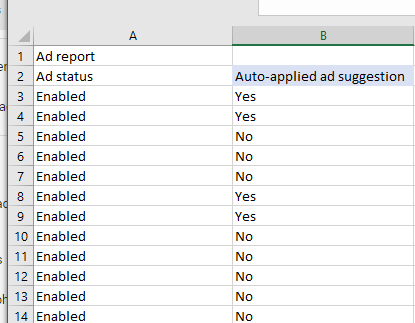 A B
1 Ad report
2 Ad status Auto-applied ad suggestion
3 Enabled Yes
4 Enabled Yes
5 Enabled No
6 Enabled No
7 Enabled No
8 Enabled Yes
9 Enabled Yes
10 Enabled No
11 Enabled No
12 Enabled No
13 Enabled No
14 Enabled No